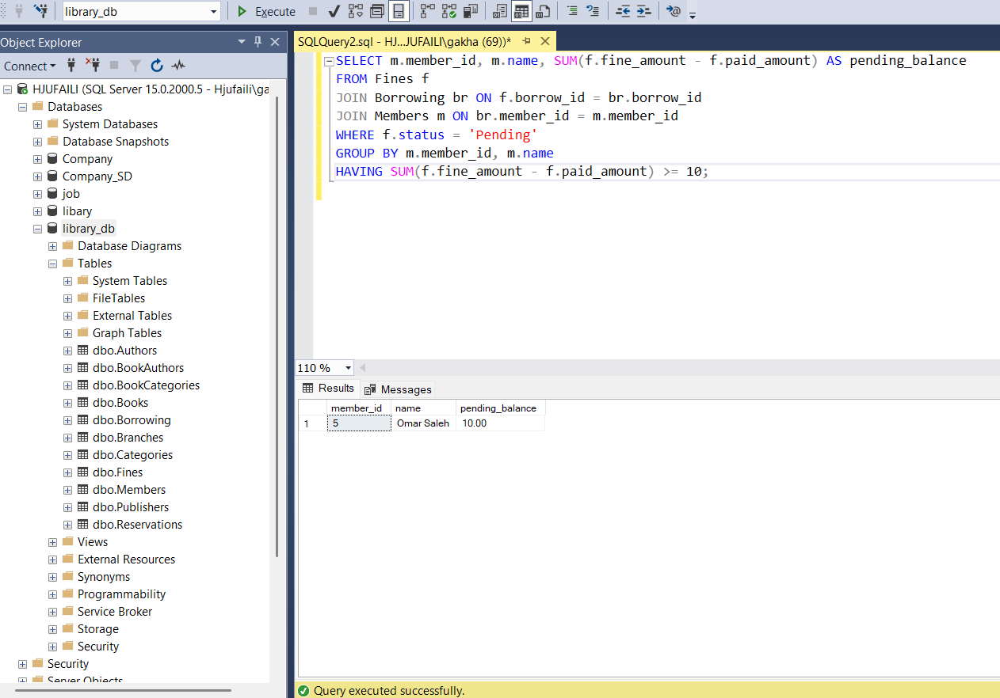 library_db
Execute
Object Explorer
Connect
HJUFAILI (SQL Server 15.0.2000.5 - Hjufaili\ga
Databases
System Databases
Database Snapshots
Company
Company_SD
job
libary
library_db
Database Diagrams
Tables
System Tables
FileTables
External Tables
Graph Tables
dbo.Authors
dbo.BookAuthors
dbo.BookCategories
dbo.Books
dbo.Borrowing
dbo.Branches
dbo.Categories
dbo.Fines
dbo.Members
dbo.Publishers
dbo.Reservations
Views
External Resources
Synonyms
Programmability
Service Broker
Storage
Security
Security
Server Objects
SQLQuery2.sql - HJ...JUFAILI\gakha (69))*
SELECT m.member_id, m.name, SUM(f.fine_amount - f.paid_amount) AS pending_balance
FROM Fines f
JOIN Borrowing br ON f.borrow_id = br.borrow_id
JOIN Members m ON br.member_id = m.member_id
WHERE f.status = 'Pending'
GROUP BY m.member_id, m.name
HAVING SUM(f.fine_amount - f.paid_amount) >= 10;
110 %
Results Messages
member_id name pending_balance
1 5 Omar Saleh 10.00
Query executed successfully.